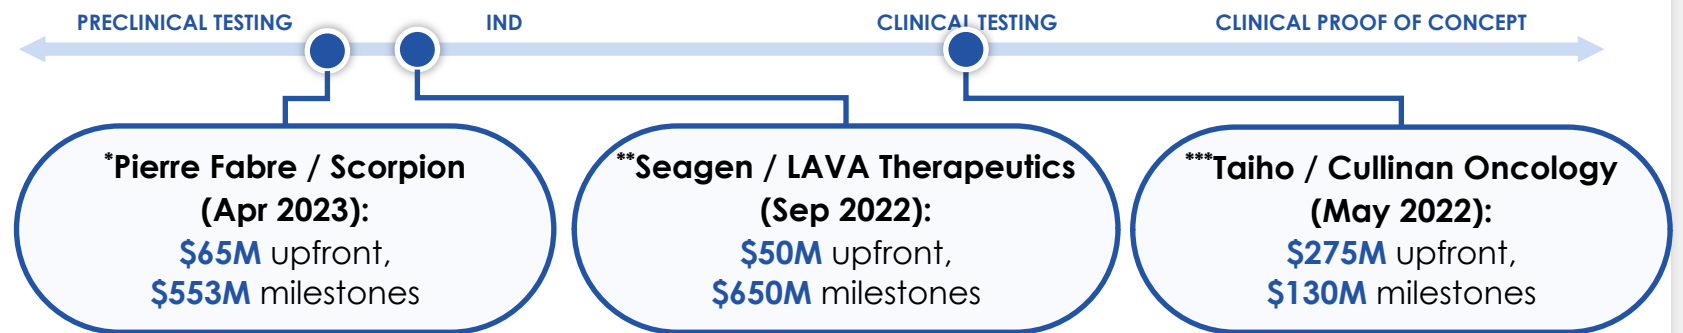 PRECLINICAL TESTING IND CLINICAL TESTING CLINICAL PROOF OF CONCEPT
*Pierre Fabre / Scorpion
(Apr 2023):
$65M upfront,
$553M milestones
**Seagen / LAVA Therapeutics
(Sep 2022):
$50M upfront,
$650M milestones
***Taiho / Cullinan Oncology
(May 2022):
$275M upfront,
$130M milestones